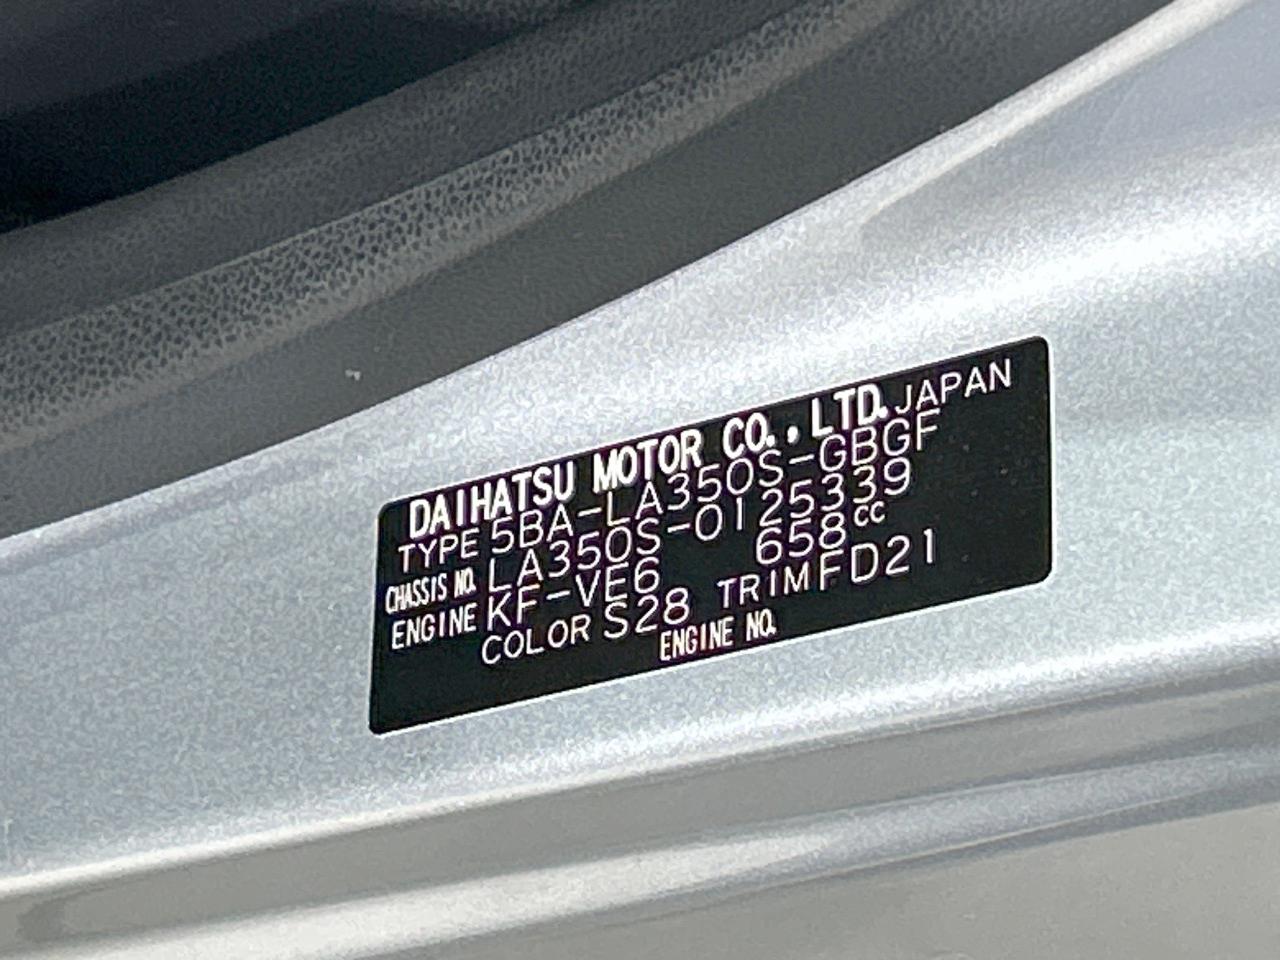 DAIHATSU MOTOR CO., LTD. JAPAN
TYPE 5BA-LA350S-GBGF
CHASSIS NO. LA350S-0125339
ENGINE KF-VE6 658cc
COLOR S28 TRIM FD21
ENGINE NO.